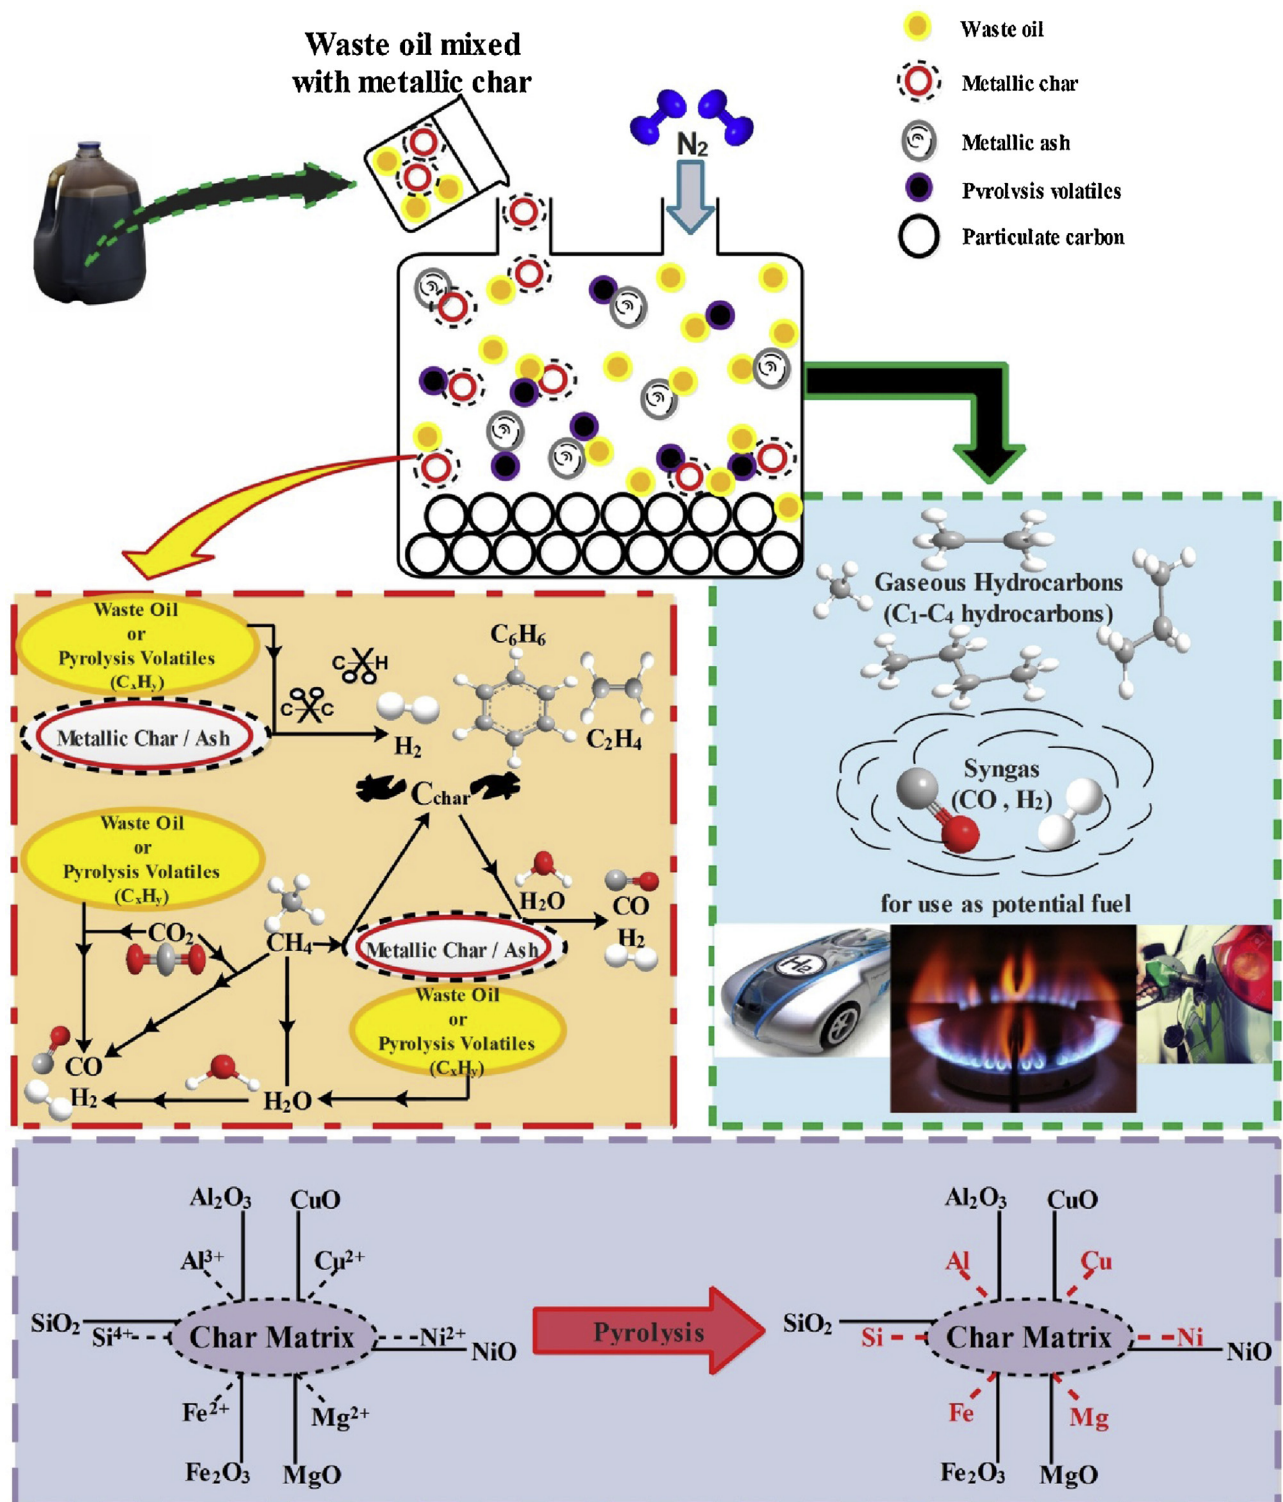 Waste oil mixed
with metallic char
N₂
Waste oil
Metallic char
Metallic ash
Pvrolvsis volatiles
Particulate carbon
Waste Oil
or
Pyrolysis Volatiles
(CₓHᵧ)
Metallic Char / Ash
C H
C C
H₂
C₆H₆
C₂H₄
Cchar
Waste Oil
or
Pyrolysis Volatiles
(CₓHᵧ)
CO₂
CH₄
H₂O
CO
H₂
Metallic Char / Ash
Waste Oil
or
Pyrolysis Volatiles
(CₓHᵧ)
CO
H₂
H₂O
Gaseous Hydrocarbons
(C₁-C₄ hydrocarbons)
Syngas
(CO , H₂)
for use as potential fuel
H₂
Al₂O₃
CuO
Al³⁺
Cu²⁺
SiO₂
Si⁴⁺
Char Matrix
Ni²⁺
NiO
Fe²⁺
Mg²⁺
Fe₂O₃
MgO
Pyrolysis
Al₂O₃
CuO
Al
Cu
SiO₂
Si
Char Matrix
Ni
NiO
Fe
Mg
Fe₂O₃
MgO